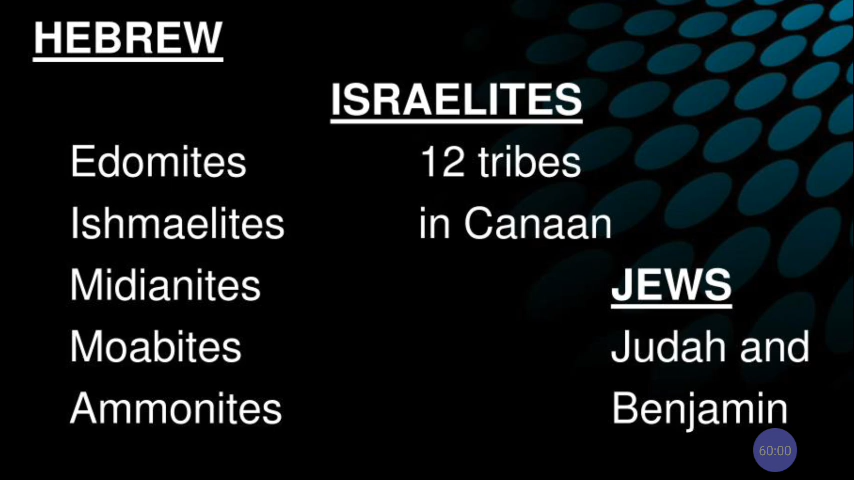 HEBREW
ISRAELITES
Edomites 12 tribes
Ishmaelites in Canaan
Midianites JEWS
Moabites Judah and
Ammonites Benjamin
60:00